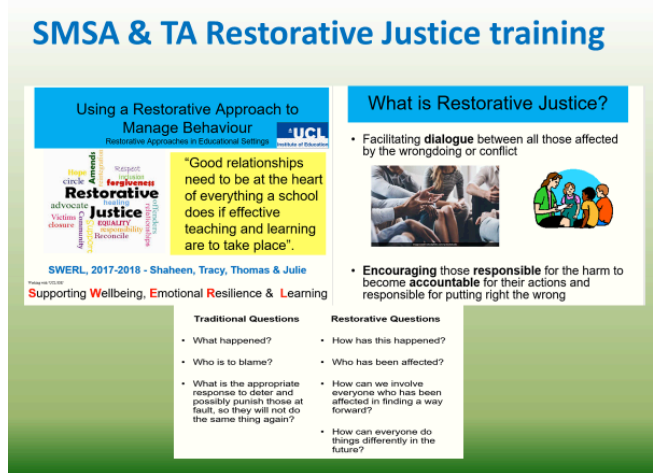 SMSA & TA Restorative Justice training
Using a Restorative Approach to
Manage Behaviour
Restorative Approaches in Educational Settings
UCL
Institute of Education
Hope
Amends
Respect
circle
inclusion
forgiveness
Restorative
healing
advocate
Justice
Victims
closure
Community
equality
responsibility
Reconcile
relationships
offenders
"Good relationships
need to be at the heart
of everything a school
does if effective
teaching and learning
are to take place".
SWERL, 2017-2018 - Shaheen, Tracy, Thomas & Julie
Supporting Wellbeing, Emotional Resilience & Learning
What is Restorative Justice?
• Facilitating dialogue between all those affected
by the wrongdoing or conflict
• Encouraging those responsible for the harm to
become accountable for their actions and
responsible for putting right the wrong
Traditional Questions
• What happened?
• Who is to blame?
• What is the appropriate
response to deter and
possibly punish those at
fault, so they will not do
the same thing again?
Restorative Questions
• How has this happened?
• Who has been affected?
• How can we involve
everyone who has been
affected in finding a way
forward?
• How can everyone do
things differently in the
future?